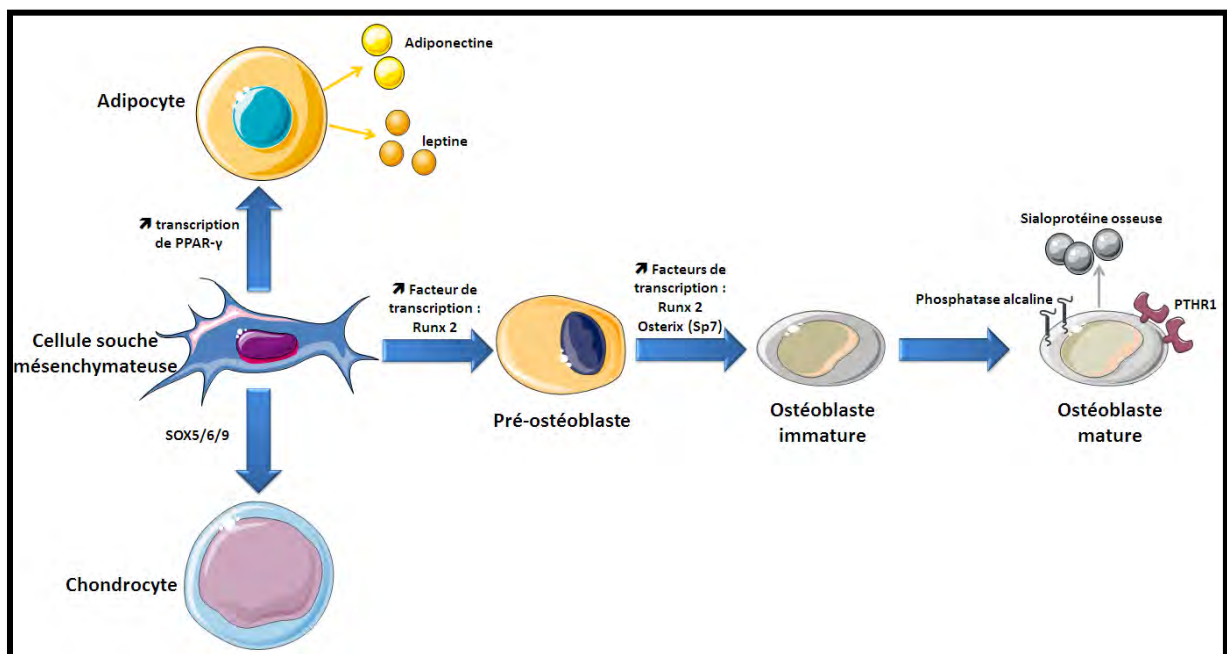 Adiponectine
Adipocyte
leptine
↗ transcription
de PPAR-γ
Sialoprotéine osseuse
↗ Facteurs de
transcription :
Runx 2
Osterix (Sp7)
↗ Facteur de
transcription :
Runx 2
Phosphatase alcaline
PTHR1
Cellule souche
mésenchymateuse
Pré-ostéoblaste
Ostéoblaste
immature
Ostéoblaste
mature
SOX5/6/9
Chondrocyte